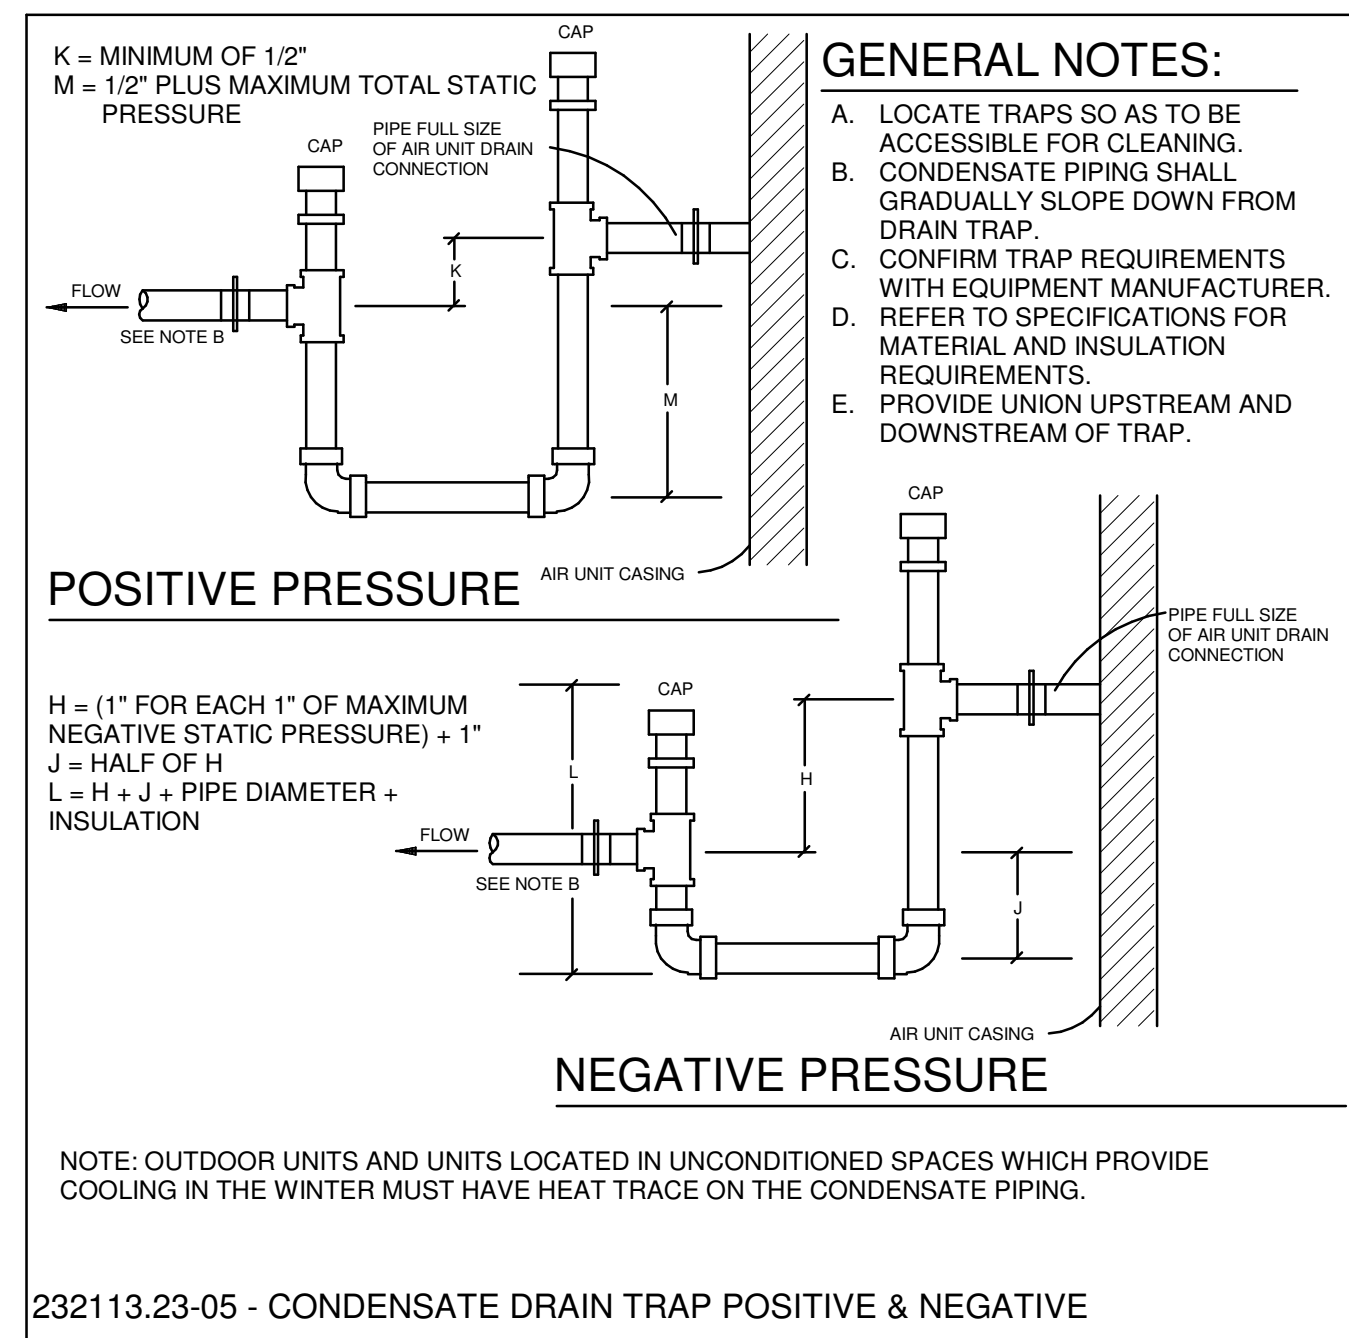 K = MINIMUM OF 1/2"
M = 1/2" PLUS MAXIMUM TOTAL STATIC
PRESSURE
CAP
CAP
PIPE FULL SIZE
OF AIR UNIT DRAIN
CONNECTION
K
FLOW
SEE NOTE B
M
AIR UNIT CASING
POSITIVE PRESSURE
GENERAL NOTES:
A. LOCATE TRAPS SO AS TO BE
ACCESSIBLE FOR CLEANING.
B. CONDENSATE PIPING SHALL
GRADUALLY SLOPE DOWN FROM
DRAIN TRAP.
C. CONFIRM TRAP REQUIREMENTS
WITH EQUIPMENT MANUFACTURER.
D. REFER TO SPECIFICATIONS FOR
MATERIAL AND INSULATION
REQUIREMENTS.
E. PROVIDE UNION UPSTREAM AND
DOWNSTREAM OF TRAP.
CAP
PIPE FULL SIZE
OF AIR UNIT DRAIN
CONNECTION
H = (1" FOR EACH 1" OF MAXIMUM
NEGATIVE STATIC PRESSURE) + 1"
J = HALF OF H
L = H + J + PIPE DIAMETER +
INSULATION
CAP
L
H
FLOW
SEE NOTE B
J
AIR UNIT CASING
NEGATIVE PRESSURE
NOTE: OUTDOOR UNITS AND UNITS LOCATED IN UNCONDITIONED SPACES WHICH PROVIDE
COOLING IN THE WINTER MUST HAVE HEAT TRACE ON THE CONDENSATE PIPING.
232113.23-05 - CONDENSATE DRAIN TRAP POSITIVE & NEGATIVE